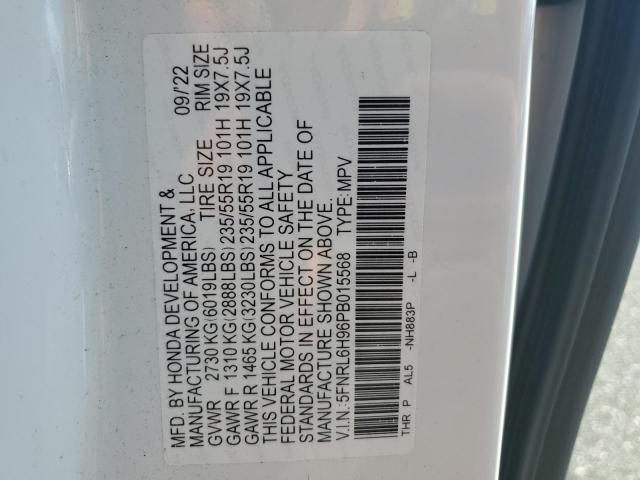 MFD. BY HONDA DEVELOPMENT & 09/'22
MANUFACTURING OF AMERICA, LLC
GVWR 2730 KG(6019LBS) TIRE SIZE RIM SIZE
GAWR F 1310 KG(2888LBS)235/55R19 101H 19X7.5J
GAWR R 1465 KG(3230LBS)235/55R19 101H 19X7.5J
THIS VEHICLE CONFORMS TO ALL APPLICABLE
FEDERAL MOTOR VEHICLE SAFETY
STANDARDS IN EFFECT ON THE DATE OF
MANUFACTURE SHOWN ABOVE.
V.I.N.:5FNRL6H96PB015568 TYPE:MPV
THR P AL5 -NH883P -L -B